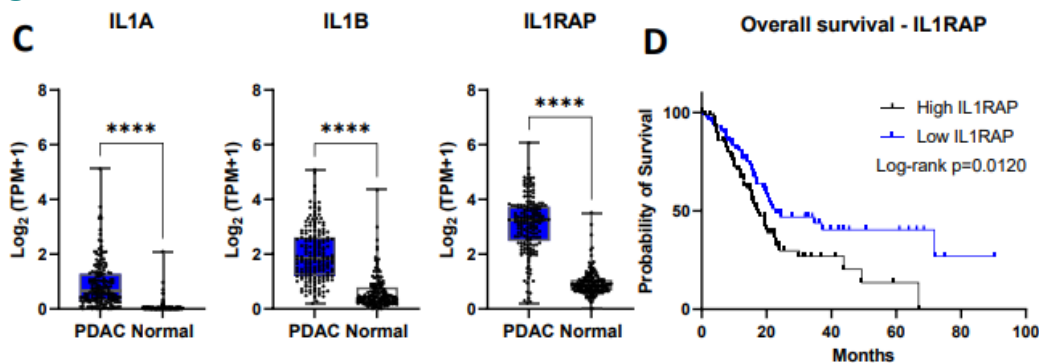 C
IL1A
Log₂ (TPM+1)
8
6
4
2
0
****
PDAC Normal
IL1B
Log₂ (TPM+1)
8
6
4
2
0
****
PDAC Normal
IL1RAP
Log₂ (TPM+1)
8
6
4
2
0
****
PDAC Normal
D
Overall survival - IL1RAP
Probability of Survival
100
50
0
High IL1RAP
Low IL1RAP
Log-rank p=0.0120
0 20 40 60 80 100
Months